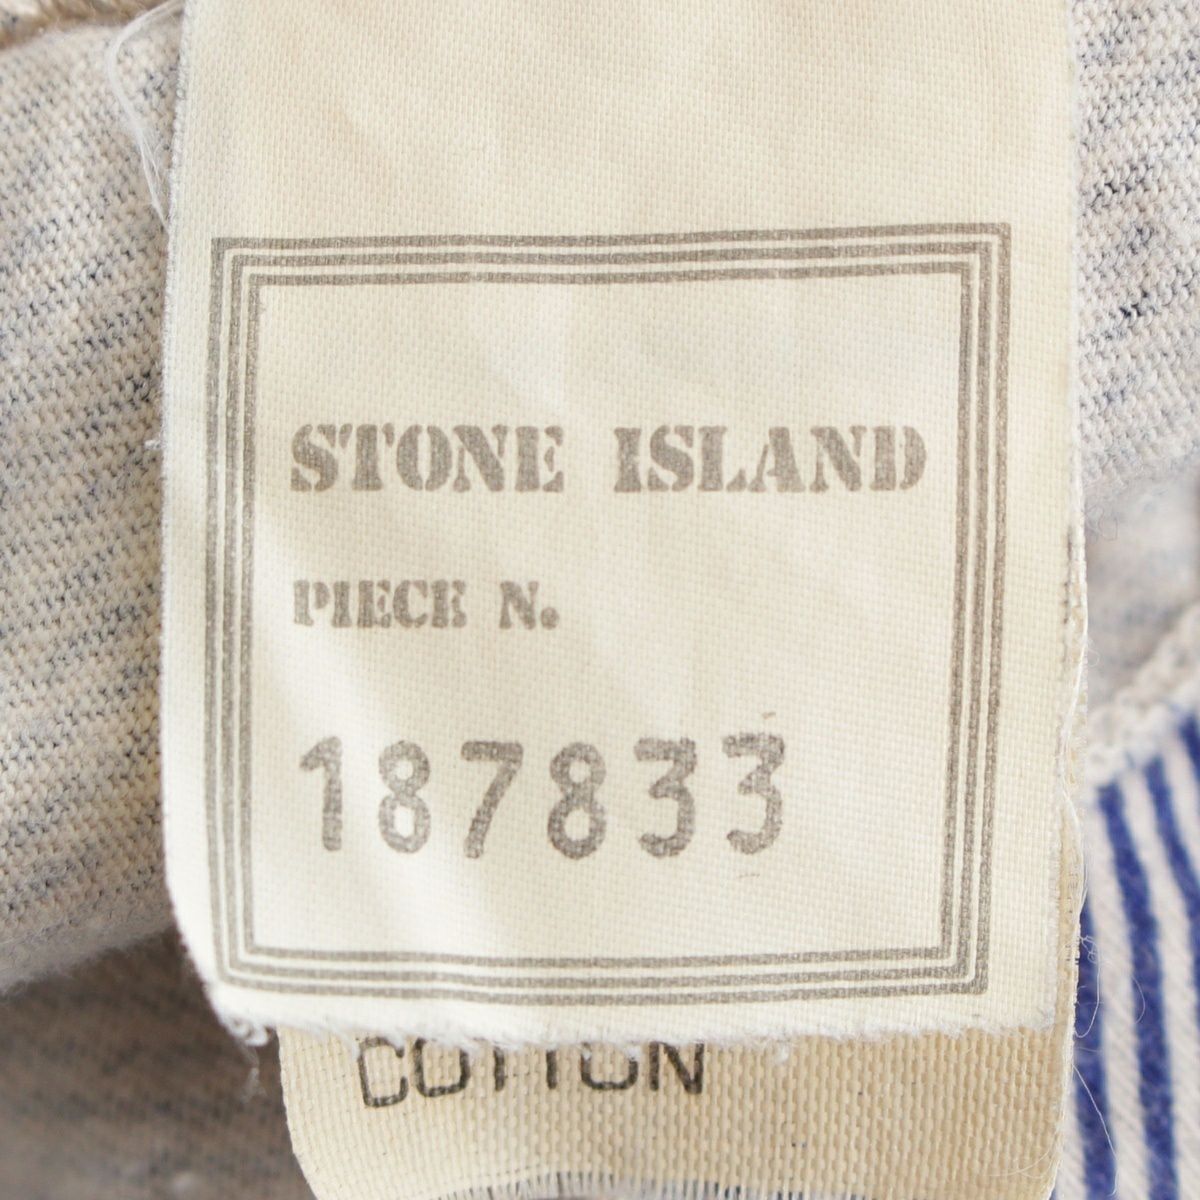 STONE ISLAND
PIECE N.
187833
COTTON